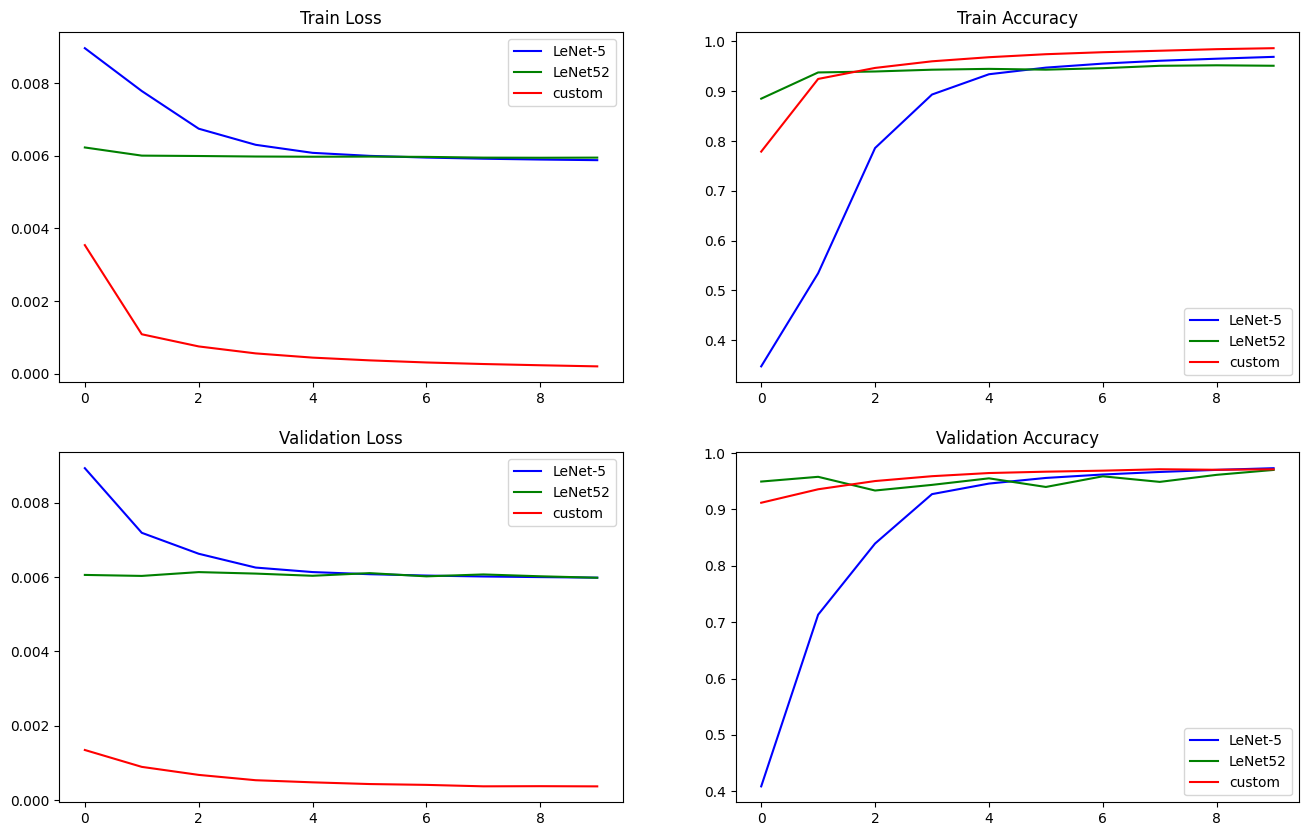 Train Loss
0.008
0.006
0.004
0.002
0.000
0 2 4 6 8
LeNet-5
LeNet52
custom
Train Accuracy
1.0
0.9
0.8
0.7
0.6
0.5
0.4
0 2 4 6 8
LeNet-5
LeNet52
custom
Validation Loss
0.008
0.006
0.004
0.002
0.000
0 2 4 6 8
LeNet-5
LeNet52
custom
Validation Accuracy
1.0
0.9
0.8
0.7
0.6
0.5
0.4
0 2 4 6 8
LeNet-5
LeNet52
custom